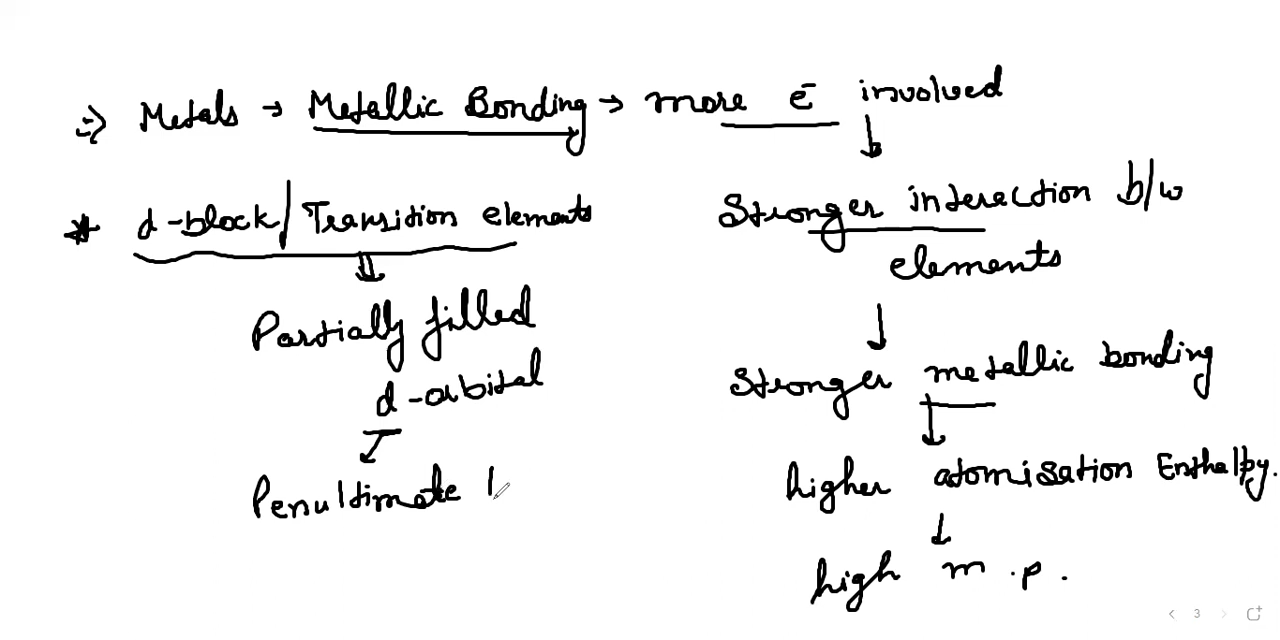 => Metals → Metallic Bonding → more e⁻ involved
Stronger interaction b/w
elements
Stronger metallic bonding
higher atomisation Enthalpy.
high m.p.
* d-block/Transition elements
Partially filled
d-orbital
Penultimate
< 3 >